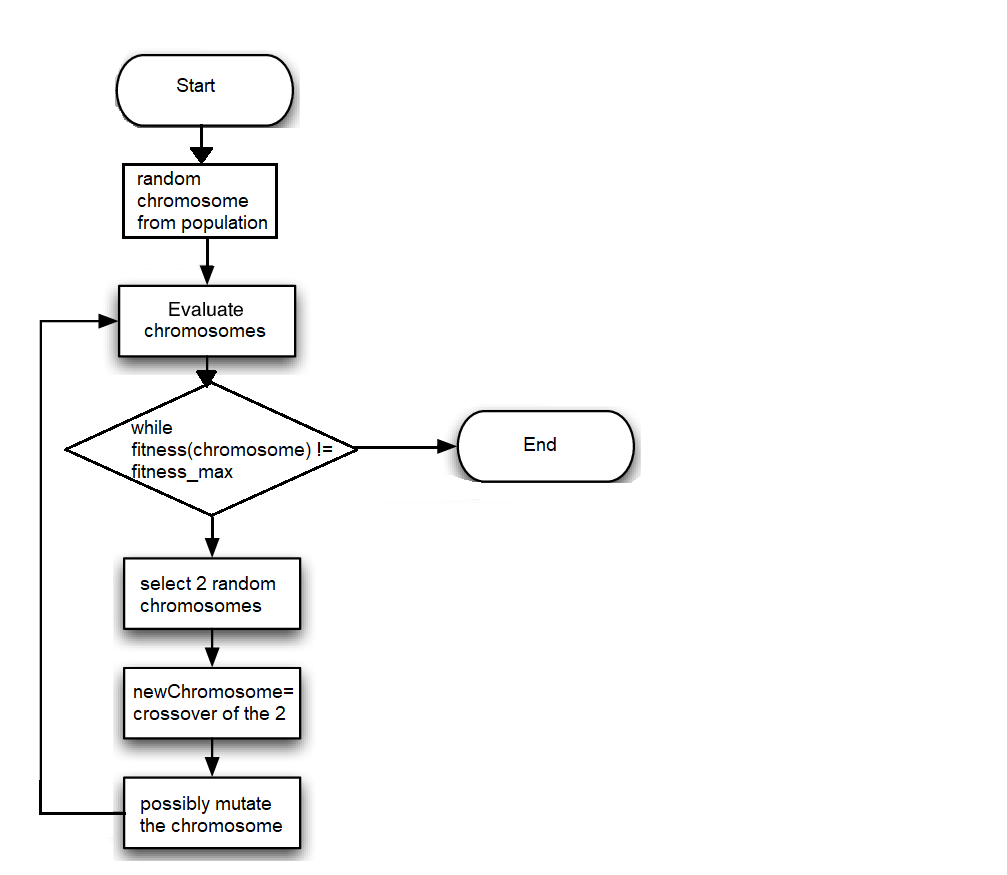 Start
random
chromosome
from population
Evaluate
chromosomes
while
fitness(chromosome) !=
fitness_max
End
select 2 random
chromosomes
newChromosome=
crossover of the 2
possibly mutate
the chromosome